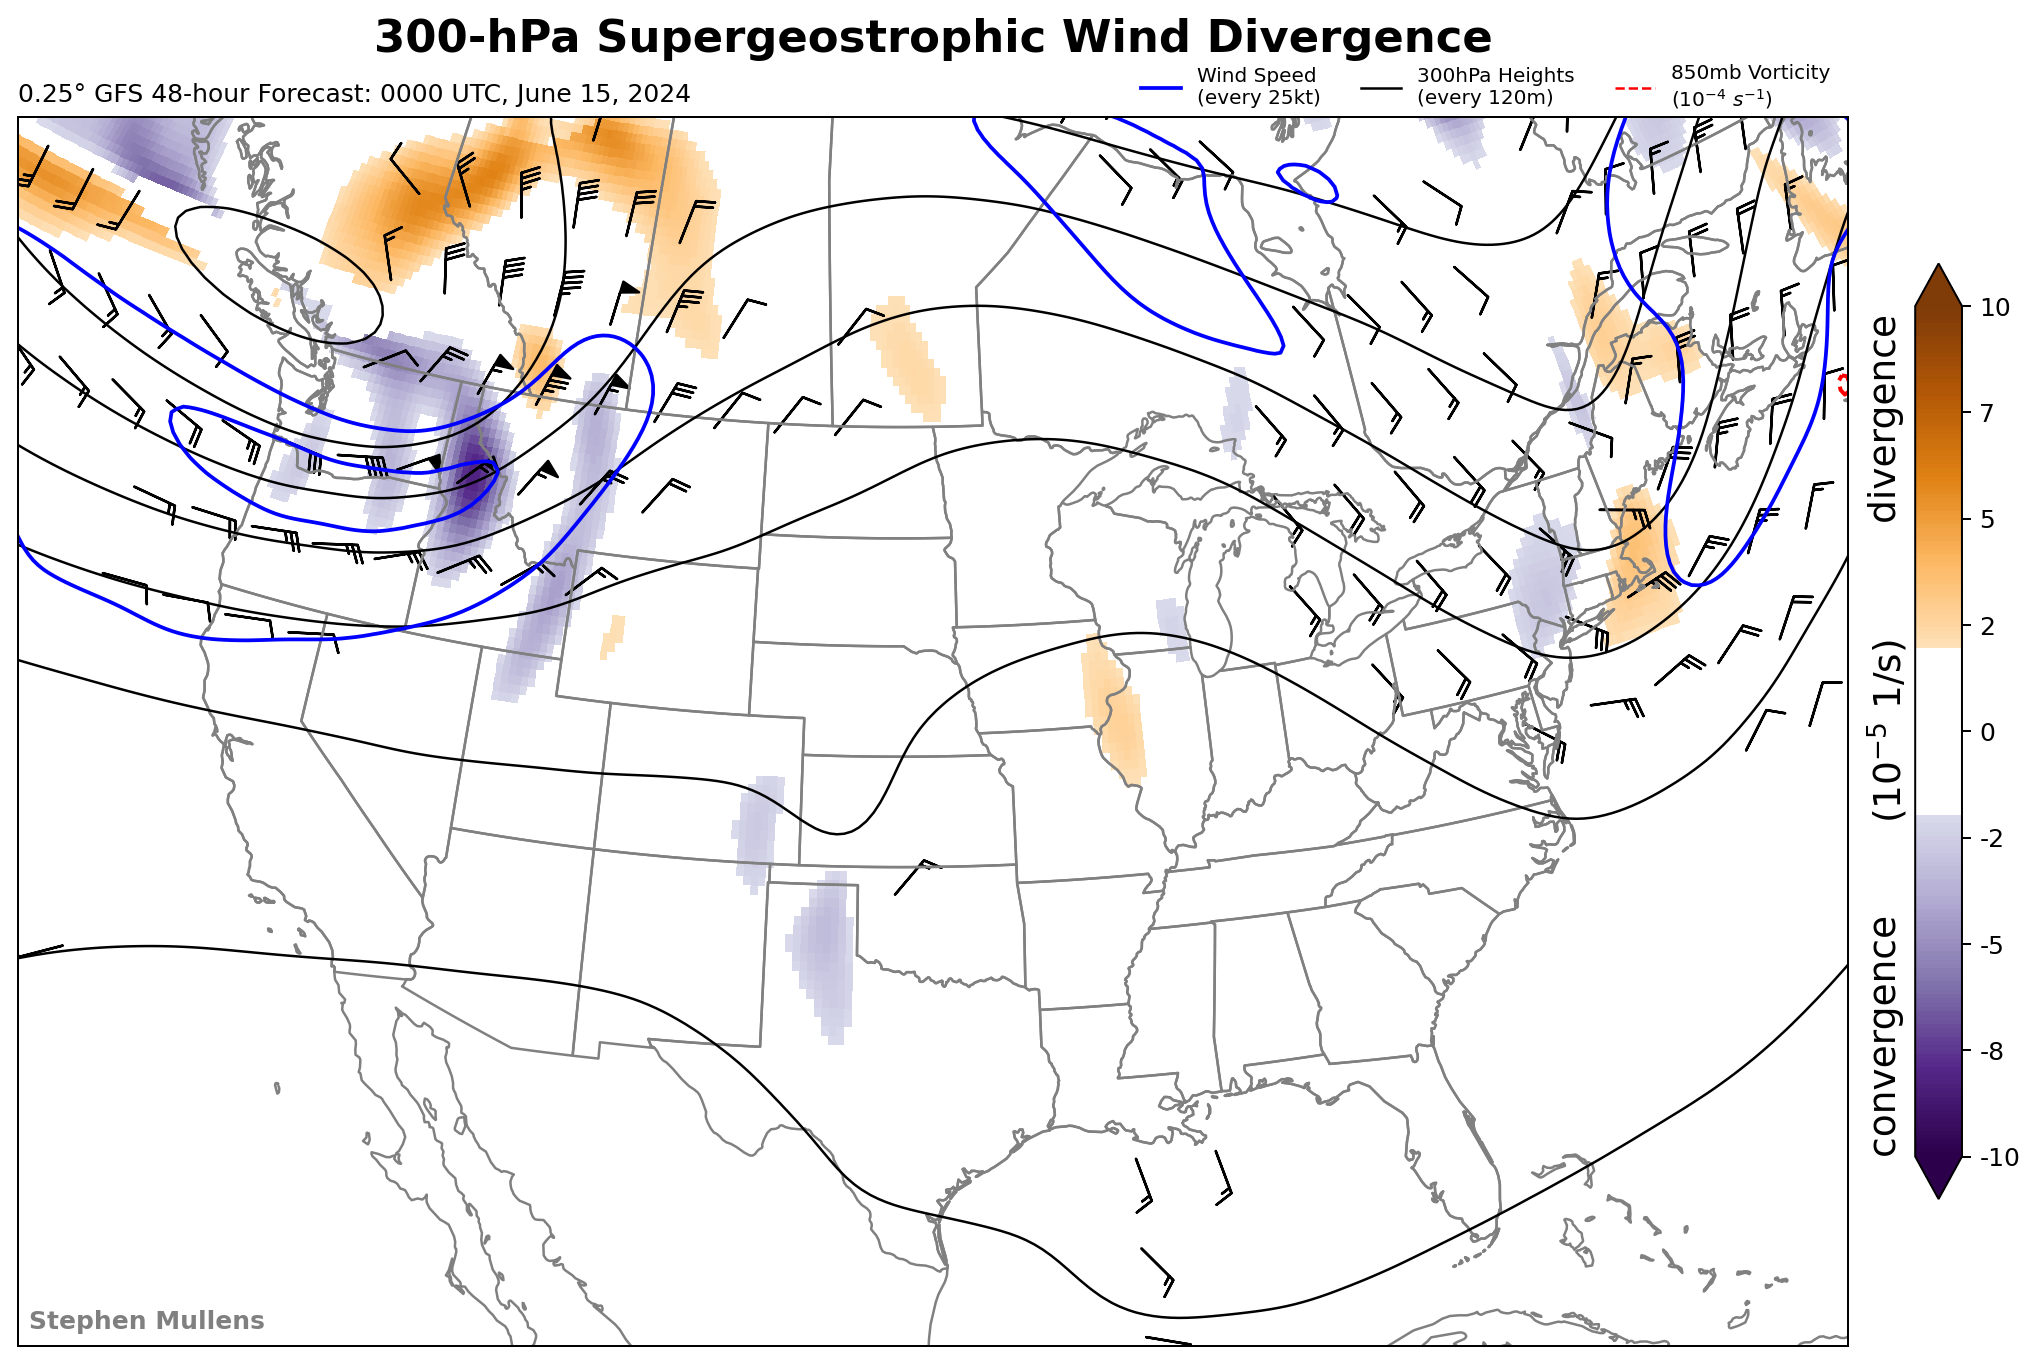 300-hPa Supergeostrophic Wind Divergence
0.25° GFS 48-hour Forecast: 0000 UTC, June 15, 2024
Wind Speed
(every 25kt)
300hPa Heights
(every 120m)
850mb Vorticity
(10⁻⁴ s⁻¹)
10
7
5
2
0
-2
-5
-8
-10
convergence (10⁻⁵ 1/s) divergence
Stephen Mullens